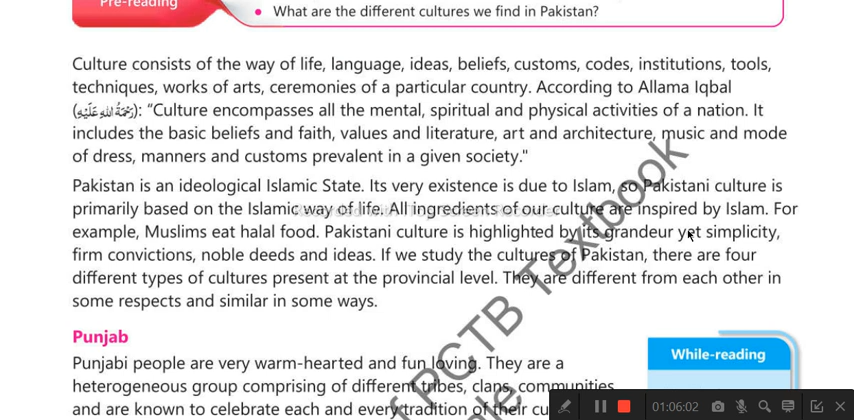 Pre-reading
• What are the different cultures we find in Pakistan?
Culture consists of the way of life, language, ideas, beliefs, customs, codes, institutions, tools,
techniques, works of arts, ceremonies of a particular country. According to Allama Iqbal
(رَحْمَةُ اللهِ عَلَيْهِ): “Culture encompasses all the mental, spiritual and physical activities of a nation. It
includes the basic beliefs and faith, values and literature, art and architecture, music and mode
of dress, manners and customs prevalent in a given society."
Pakistan is an ideological Islamic State. Its very existence is due to Islam, so Pakistani culture is
primarily based on the Islamic way of life. All ingredients of our culture are inspired by Islam. For
example, Muslims eat halal food. Pakistani culture is highlighted by its grandeur yet simplicity,
firm convictions, noble deeds and ideas. If we study the cultures of Pakistan, there are four
different types of cultures present at the provincial level. They are different from each other in
some respects and similar in some ways.
Punjab
Punjabi people are very warm-hearted and fun loving. They are a
heterogeneous group comprising of different tribes, clans, communities
and are known to celebrate each and every tradition of their cu
While-reading
of PCTB Textbook
01:06:02